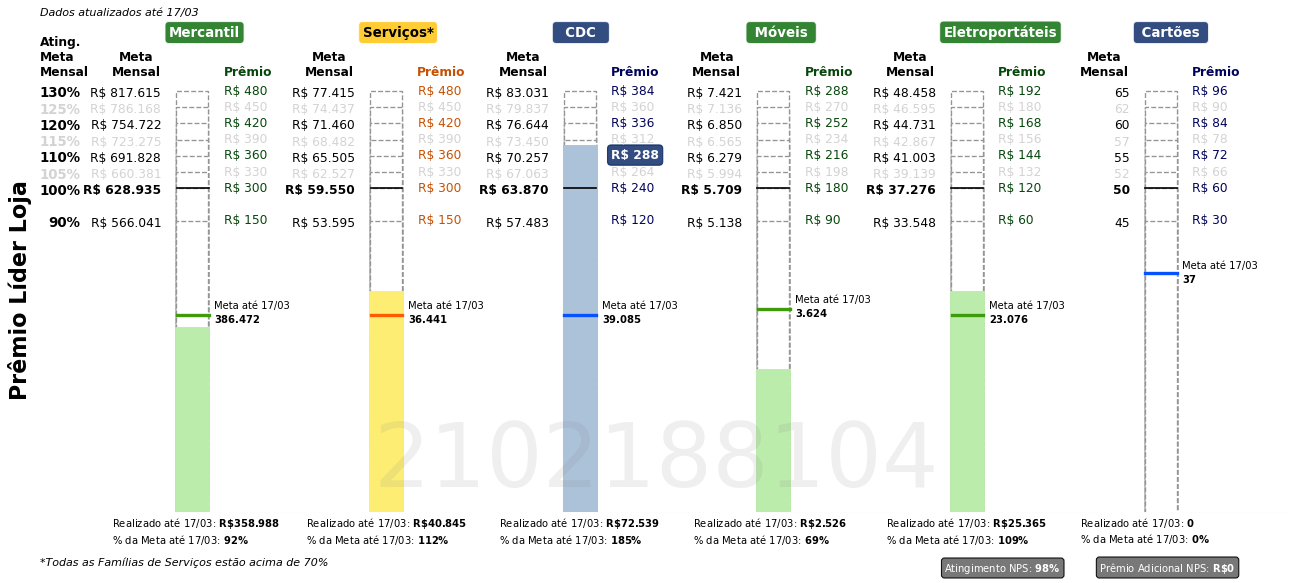 Dados atualizados até 17/03
Mercantil Serviços* CDC Móveis Eletroportáteis Cartões
Ating. Meta Mensal
Meta Mensal Prêmio Meta Mensal Prêmio Meta Mensal Prêmio Meta Mensal Prêmio Meta Mensal Prêmio Meta Mensal Prêmio
130% R$ 817.615 R$ 480 R$ 77.415 R$ 480 R$ 83.031 R$ 384 R$ 7.421 R$ 288 R$ 48.458 R$ 192 65 R$ 96
125% R$ 786.168 R$ 450 R$ 74.437 R$ 450 R$ 79.837 R$ 360 R$ 7.136 R$ 270 R$ 46.595 R$ 180 62 R$ 90
120% R$ 754.722 R$ 420 R$ 71.460 R$ 420 R$ 76.644 R$ 336 R$ 6.850 R$ 252 R$ 44.731 R$ 168 60 R$ 84
115% R$ 723.275 R$ 390 R$ 68.482 R$ 390 R$ 73.450 R$ 312 R$ 6.565 R$ 234 R$ 42.867 R$ 156 57 R$ 78
110% R$ 691.828 R$ 360 R$ 65.505 R$ 360 R$ 70.257 R$ 288 R$ 6.279 R$ 216 R$ 41.003 R$ 144 55 R$ 72
105% R$ 660.381 R$ 330 R$ 62.527 R$ 330 R$ 67.063 R$ 264 R$ 5.994 R$ 198 R$ 39.139 R$ 132 52 R$ 66
100% R$ 628.935 R$ 300 R$ 59.550 R$ 300 R$ 63.870 R$ 240 R$ 5.709 R$ 180 R$ 37.276 R$ 120 50 R$ 60
90% R$ 566.041 R$ 150 R$ 53.595 R$ 150 R$ 57.483 R$ 120 R$ 5.138 R$ 90 R$ 33.548 R$ 60 45 R$ 30
Prêmio Líder Loja
Meta até 17/03 Meta até 17/03 Meta até 17/03 Meta até 17/03 Meta até 17/03 Meta até 17/03
386.472 36.441 39.085 3.624 23.076 37
2102188104
Realizado até 17/03: R$358.988 Realizado até 17/03: R$40.845 Realizado até 17/03: R$72.539 Realizado até 17/03: R$2.526 Realizado até 17/03: R$25.365 Realizado até 17/03: 0
% da Meta até 17/03: 92% % da Meta até 17/03: 112% % da Meta até 17/03: 185% % da Meta até 17/03: 69% % da Meta até 17/03: 109% % da Meta até 17/03: 0%
*Todas as Famílias de Serviços estão acima de 70% Atingimento NPS: 98% Prêmio Adicional NPS: R$0